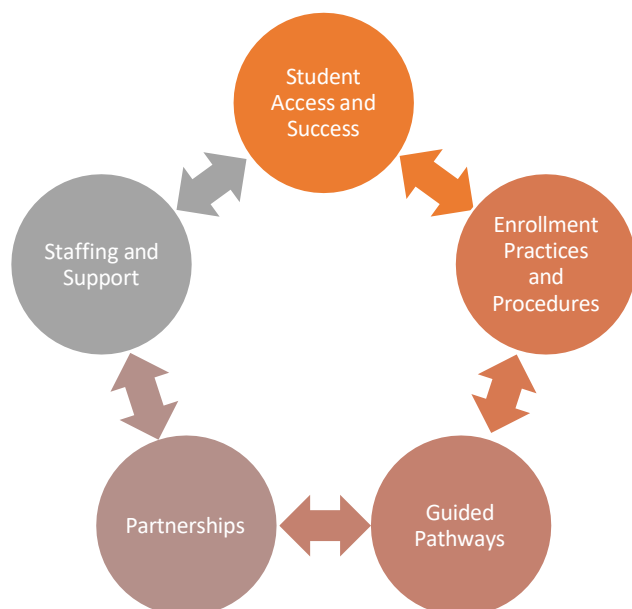 Student
Access and
Success
Enrollment
Practices
and
Procedures
Guided
Pathways
Partnerships
Staffing and
Support